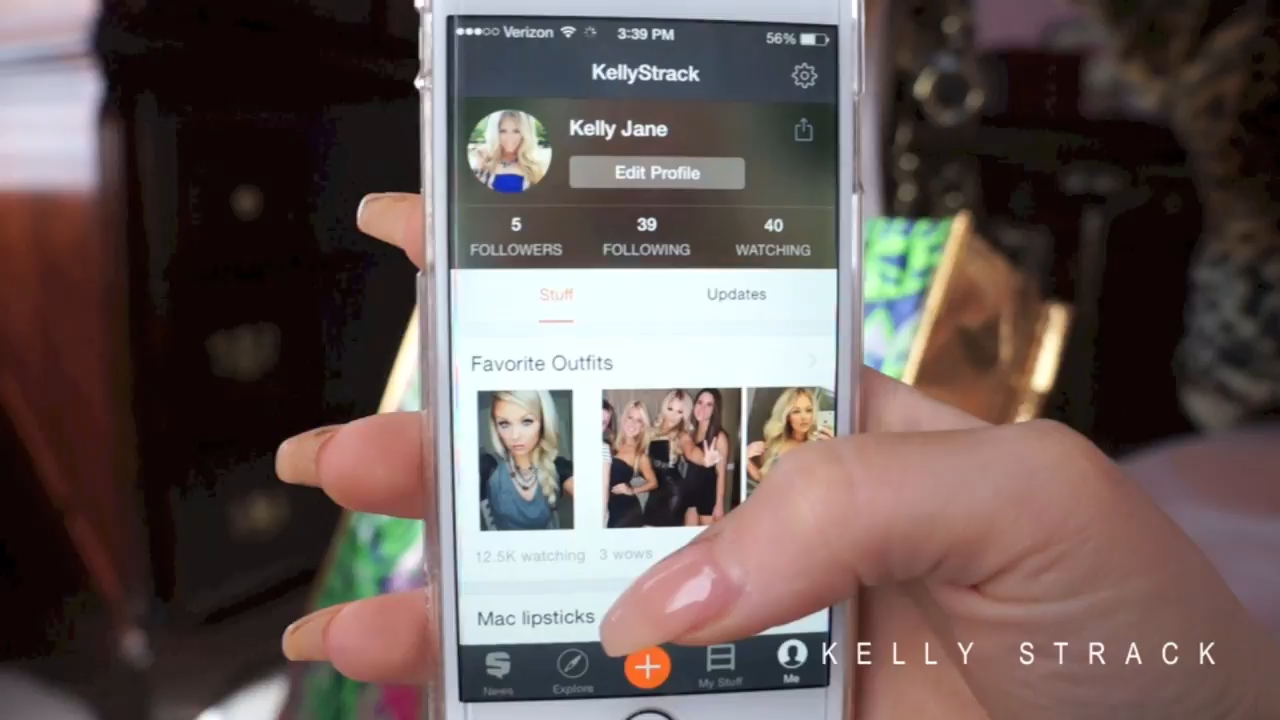 Verizon 3:39 PM 56%
KellyStrack
Kelly Jane
Edit Profile
5 39 40
FOLLOWERS FOLLOWING WATCHING
Stuff Updates
Favorite Outfits
12.5K watching 3 wows
Mac lipsticks
News Explore My Stuff Me
KELLY STRACK